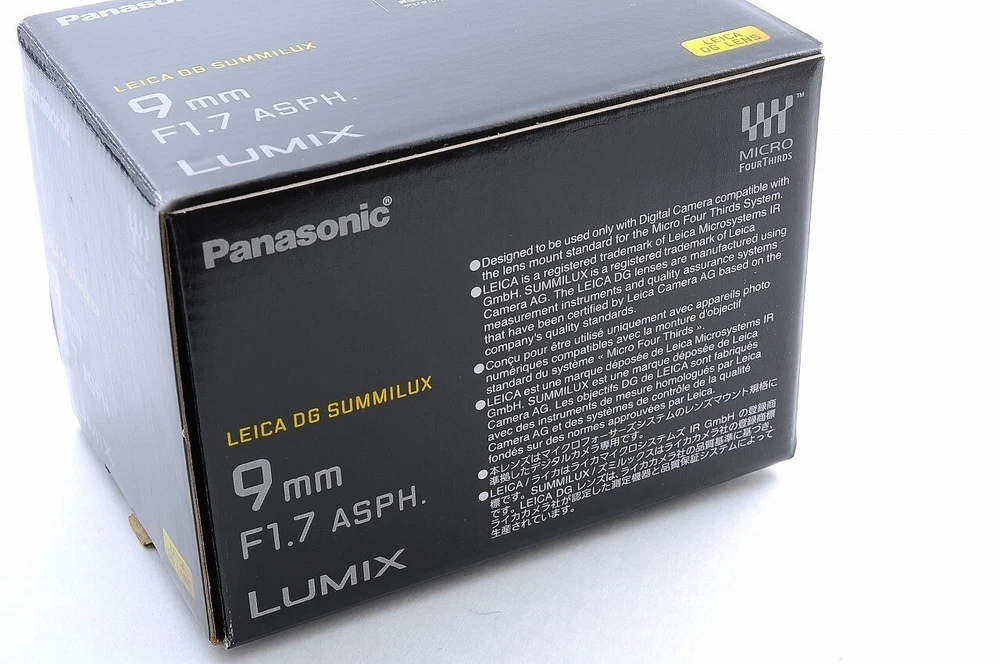 Panaso
デジタル
LEICA DG SUMMILUX
9 mm
F1.7 ASPH.
LUMIX
LEICA
DG LENS
Panasonic
MICRO
FOURTHIRDS
TM
Panasonic®
LEICA DG SUMMILUX
9 mm
F1.7 ASPH.
LUMIX
●Designed to be used only with Digital Camera compatible with
the lens mount standard for the Micro Four Thirds System.
●LEICA is a registered trademark of Leica Microsystems IR
GmbH. SUMMILUX is a registered trademark of Leica
Camera AG. The LEICA DG lenses are manufactured using
measurement instruments and quality assurance systems
that have been certified by Leica Camera AG based on the
company's quality standards.
●Conçu pour être utilisé uniquement avec appareils photo
numériques compatibles avec la monture d'objectif
standard du système « Micro Four Thirds ».
●LEICA est une marque déposée de Leica Microsystems IR
GmbH. SUMMILUX est une marque déposée de Leica
Camera AG. Les objectifs DG de LEICA sont fabriqués
avec des instruments de mesure homologués par Leica
Camera AG et des systèmes de contrôle de la qualité
fondés sur des normes approuvées par Leica.
●本レンズはマイクロフォーサーズシステムのレンズマウント規格に
準拠したデジタルカメラ専用です。
●LEICA / ライカはライカマイクロシステムズ IR GmbH の登録商
標です。SUMMILUX / ズミルックスはライカカメラ社の登録商標
です。LEICA DG レンズは、ライカカメラ社の品質基準に基づき、
ライカカメラ社が認定した測定機器と品質保証システムによって
生産されています。